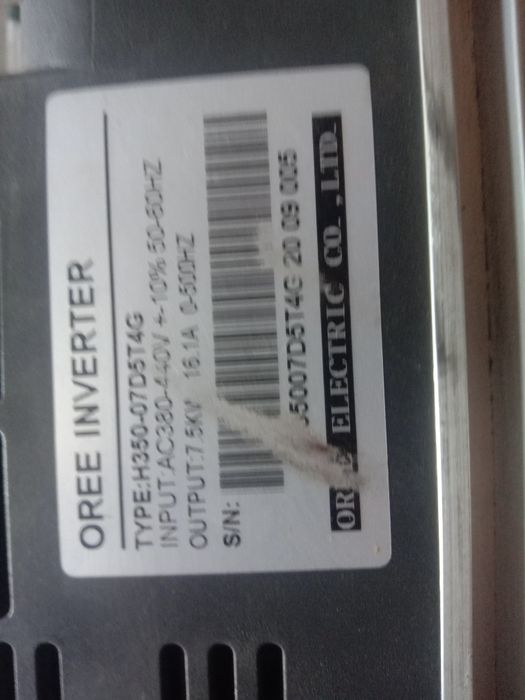 OREE INVERTER
TYPE:H350-07D5T4G
INPUT:AC380-440V +-10% 50-60HZ
OUTPUT:7.5KW 16.1A 0-500HZ
S/N:
5007D5T4G 20 09 005
OREE ELECTRIC CO. ,LTD.